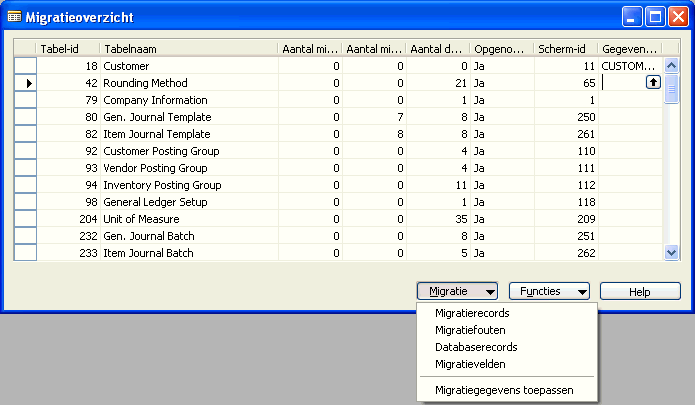 Migratieoverzicht
Tabel-id Tabelnaam Aantal mi... Aantal mi... Aantal d... Opgeno... Scherm-id Gegeven...
18 Customer 0 0 0 Ja 11 CUSTOM...
42 Rounding Method 0 0 21 Ja 65
79 Company Information 0 0 1 Ja 1
80 Gen. Journal Template 0 7 8 Ja 250
82 Item Journal Template 0 8 8 Ja 261
92 Customer Posting Group 0 0 4 Ja 110
93 Vendor Posting Group 0 0 4 Ja 111
94 Inventory Posting Group 0 0 11 Ja 112
98 General Ledger Setup 0 0 1 Ja 118
204 Unit of Measure 0 0 35 Ja 209
232 Gen. Journal Batch 0 0 8 Ja 251
233 Item Journal Batch 0 0 5 Ja 262
Migratie Functies Help
Migratierecords
Migratiefouten
Databaserecords
Migratievelden
Migratiegegevens toepassen